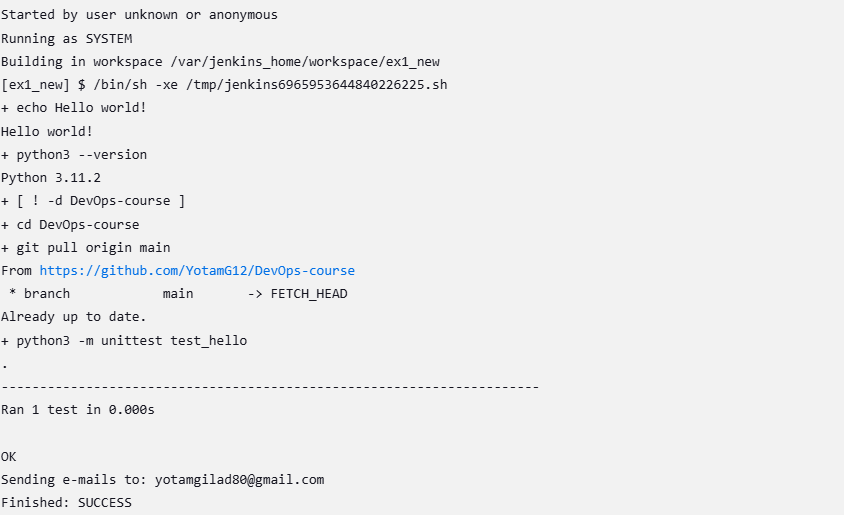 Started by user unknown or anonymous
Running as SYSTEM
Building in workspace /var/jenkins_home/workspace/ex1_new
[ex1_new] $ /bin/sh -xe /tmp/jenkins6965953644840226225.sh
+ echo Hello world!
Hello world!
+ python3 --version
Python 3.11.2
+ [ ! -d DevOps-course ]
+ cd DevOps-course
+ git pull origin main
From https://github.com/YotamG12/DevOps-course
 * branch            main       -> FETCH_HEAD
Already up to date.
+ python3 -m unittest test_hello
.
----------------------------------------------------------------------
Ran 1 test in 0.000s

OK
Sending e-mails to: yotamgilad80@gmail.com
Finished: SUCCESS